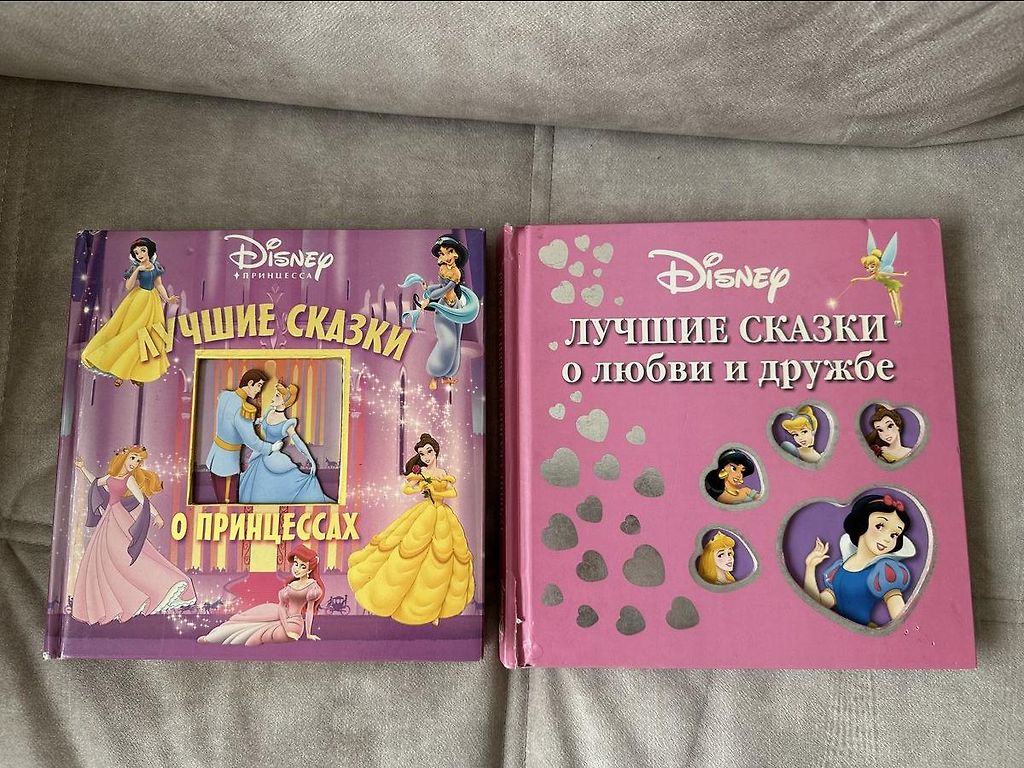 Disney
ПРИНЦЕССА
ЛУЧШИЕ СКАЗКИ
О ПРИНЦЕССАХ
Disney
ЛУЧШИЕ СКАЗКИ
о любви и дружбе